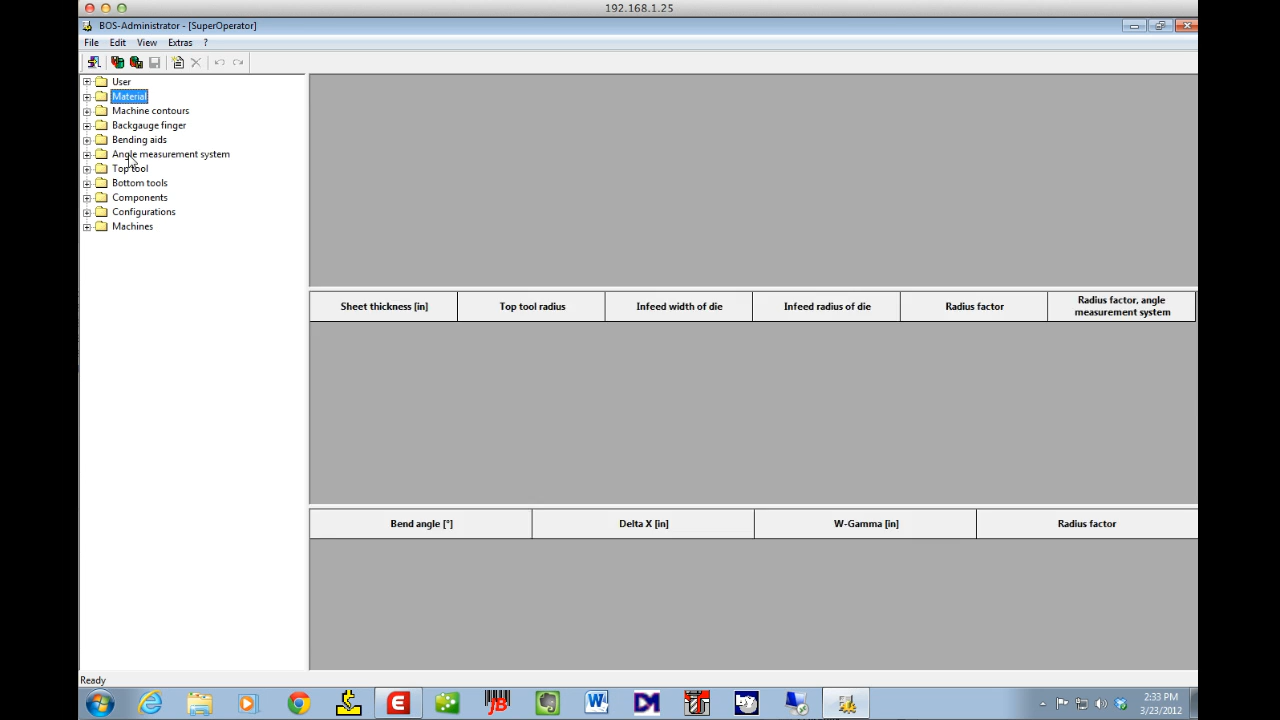 192.168.1.25
BOS-Administrator - [SuperOperator]
File Edit View Extras ?
User
Material
Machine contours
Backgauge finger
Bending aids
Angle measurement system
Top tool
Bottom tools
Components
Configurations
Machines
Sheet thickness [in] Top tool radius Infeed width of die Infeed radius of die Radius factor Radius factor, angle
measurement system
Bend angle [°] Delta X [in] W-Gamma [in] Radius factor
Ready
2:33 PM
3/23/2012